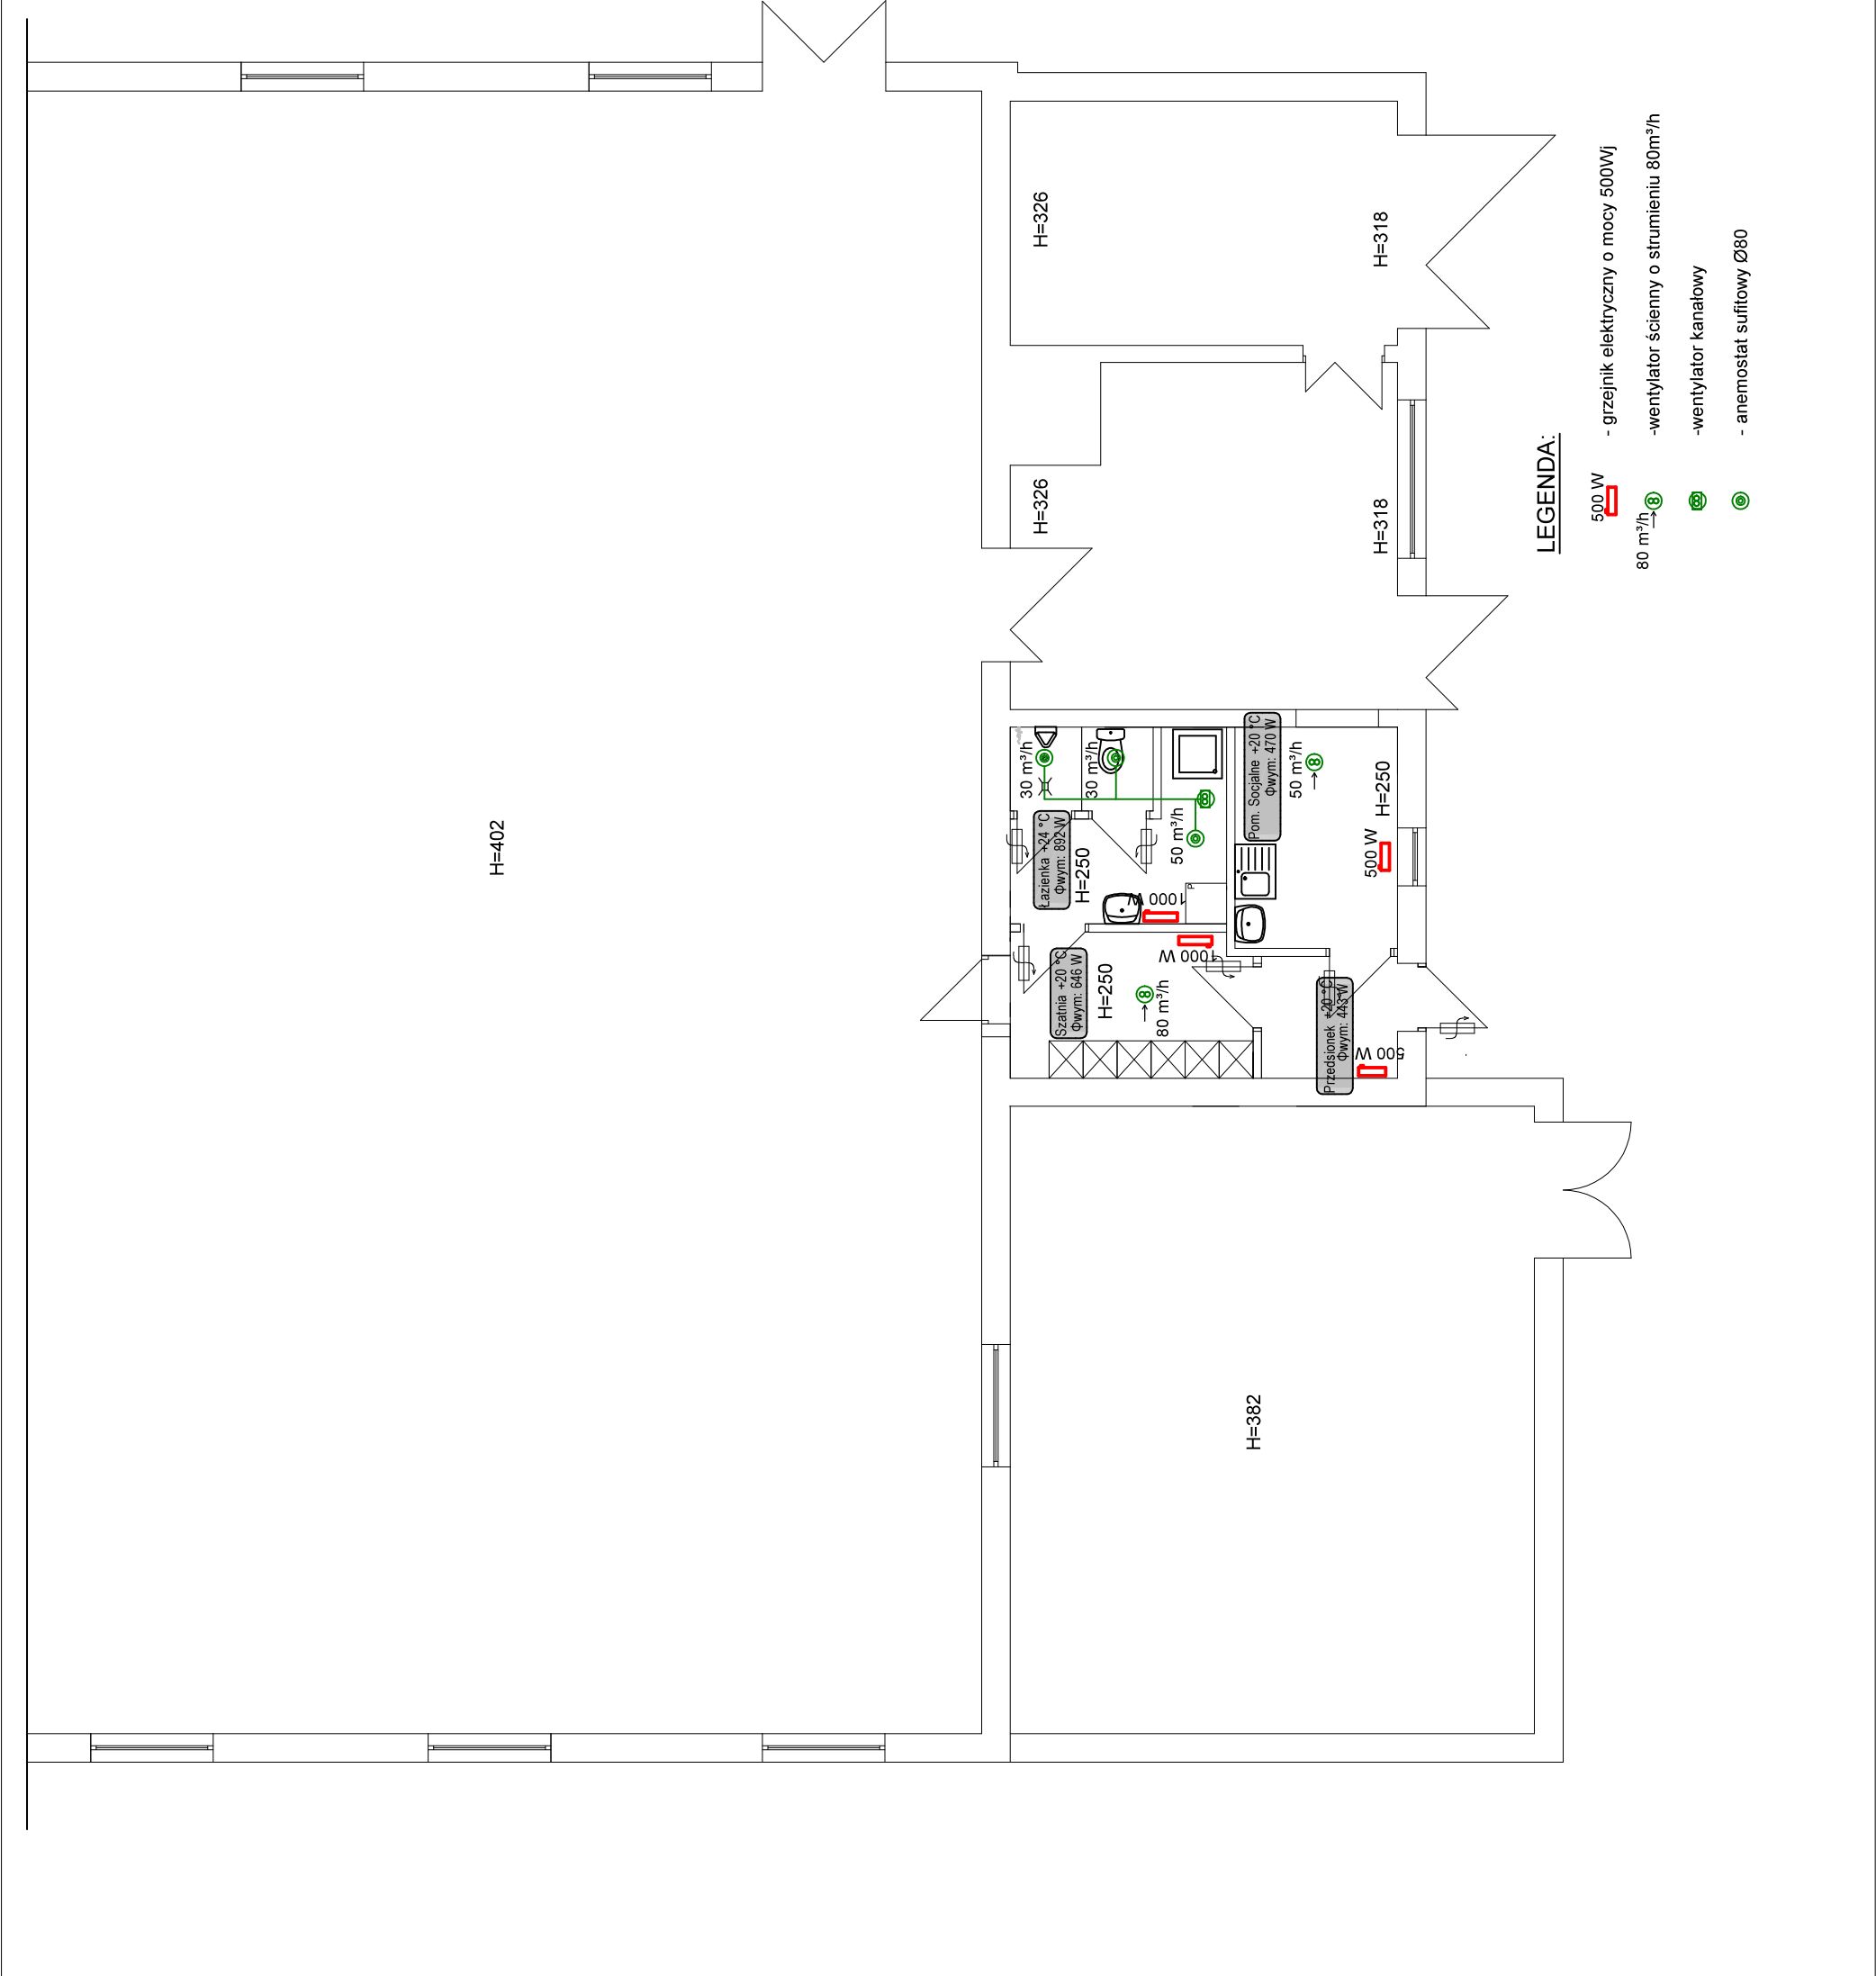 H=402
H=326
H=318
H=326
H=318
30 m³/h
30 m³/h
50 m³/h
Łazienka +24 °C
Φwym: 892 W
H=250
1000 W
P
Pom. Socjalne +20 °C
Φwym: 470 W
50 m³/h
H=250
500 W
Szatnia +20 °C
Φwym: 646 W
H=250
80 m³/h
1000 W
Przedsionek +20 °C
Φwym: 443 W
500 W
H=382
LEGENDA:
500 W
- grzejnik elektryczny o mocy 500Wj
80 m³/h
-wentylator ścienny o strumieniu 80m³/h
-wentylator kanałowy
- anemostat sufitowy Ø80